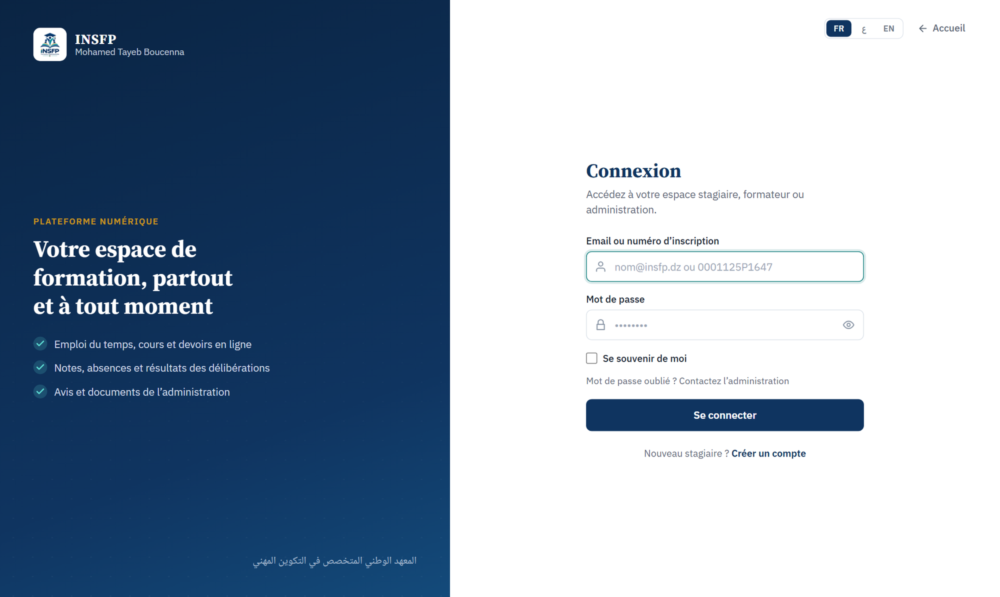 INSFP
INSFP
Mohamed Tayeb Boucenna
PLATEFORME NUMÉRIQUE
Votre espace de
formation, partout
et à tout moment
Emploi du temps, cours et devoirs en ligne
Notes, absences et résultats des délibérations
Avis et documents de l’administration
المعهد الوطني المتخصص في التكوين المهني
FR
ع
EN
← Accueil
Connexion
Accédez à votre espace stagiaire, formateur ou
administration.
Email ou numéro d’inscription
nom@insfp.dz ou 0001125P1647
Mot de passe
••••••••
Se souvenir de moi
Mot de passe oublié ? Contactez l’administration
Se connecter
Nouveau stagiaire ? Créer un compte